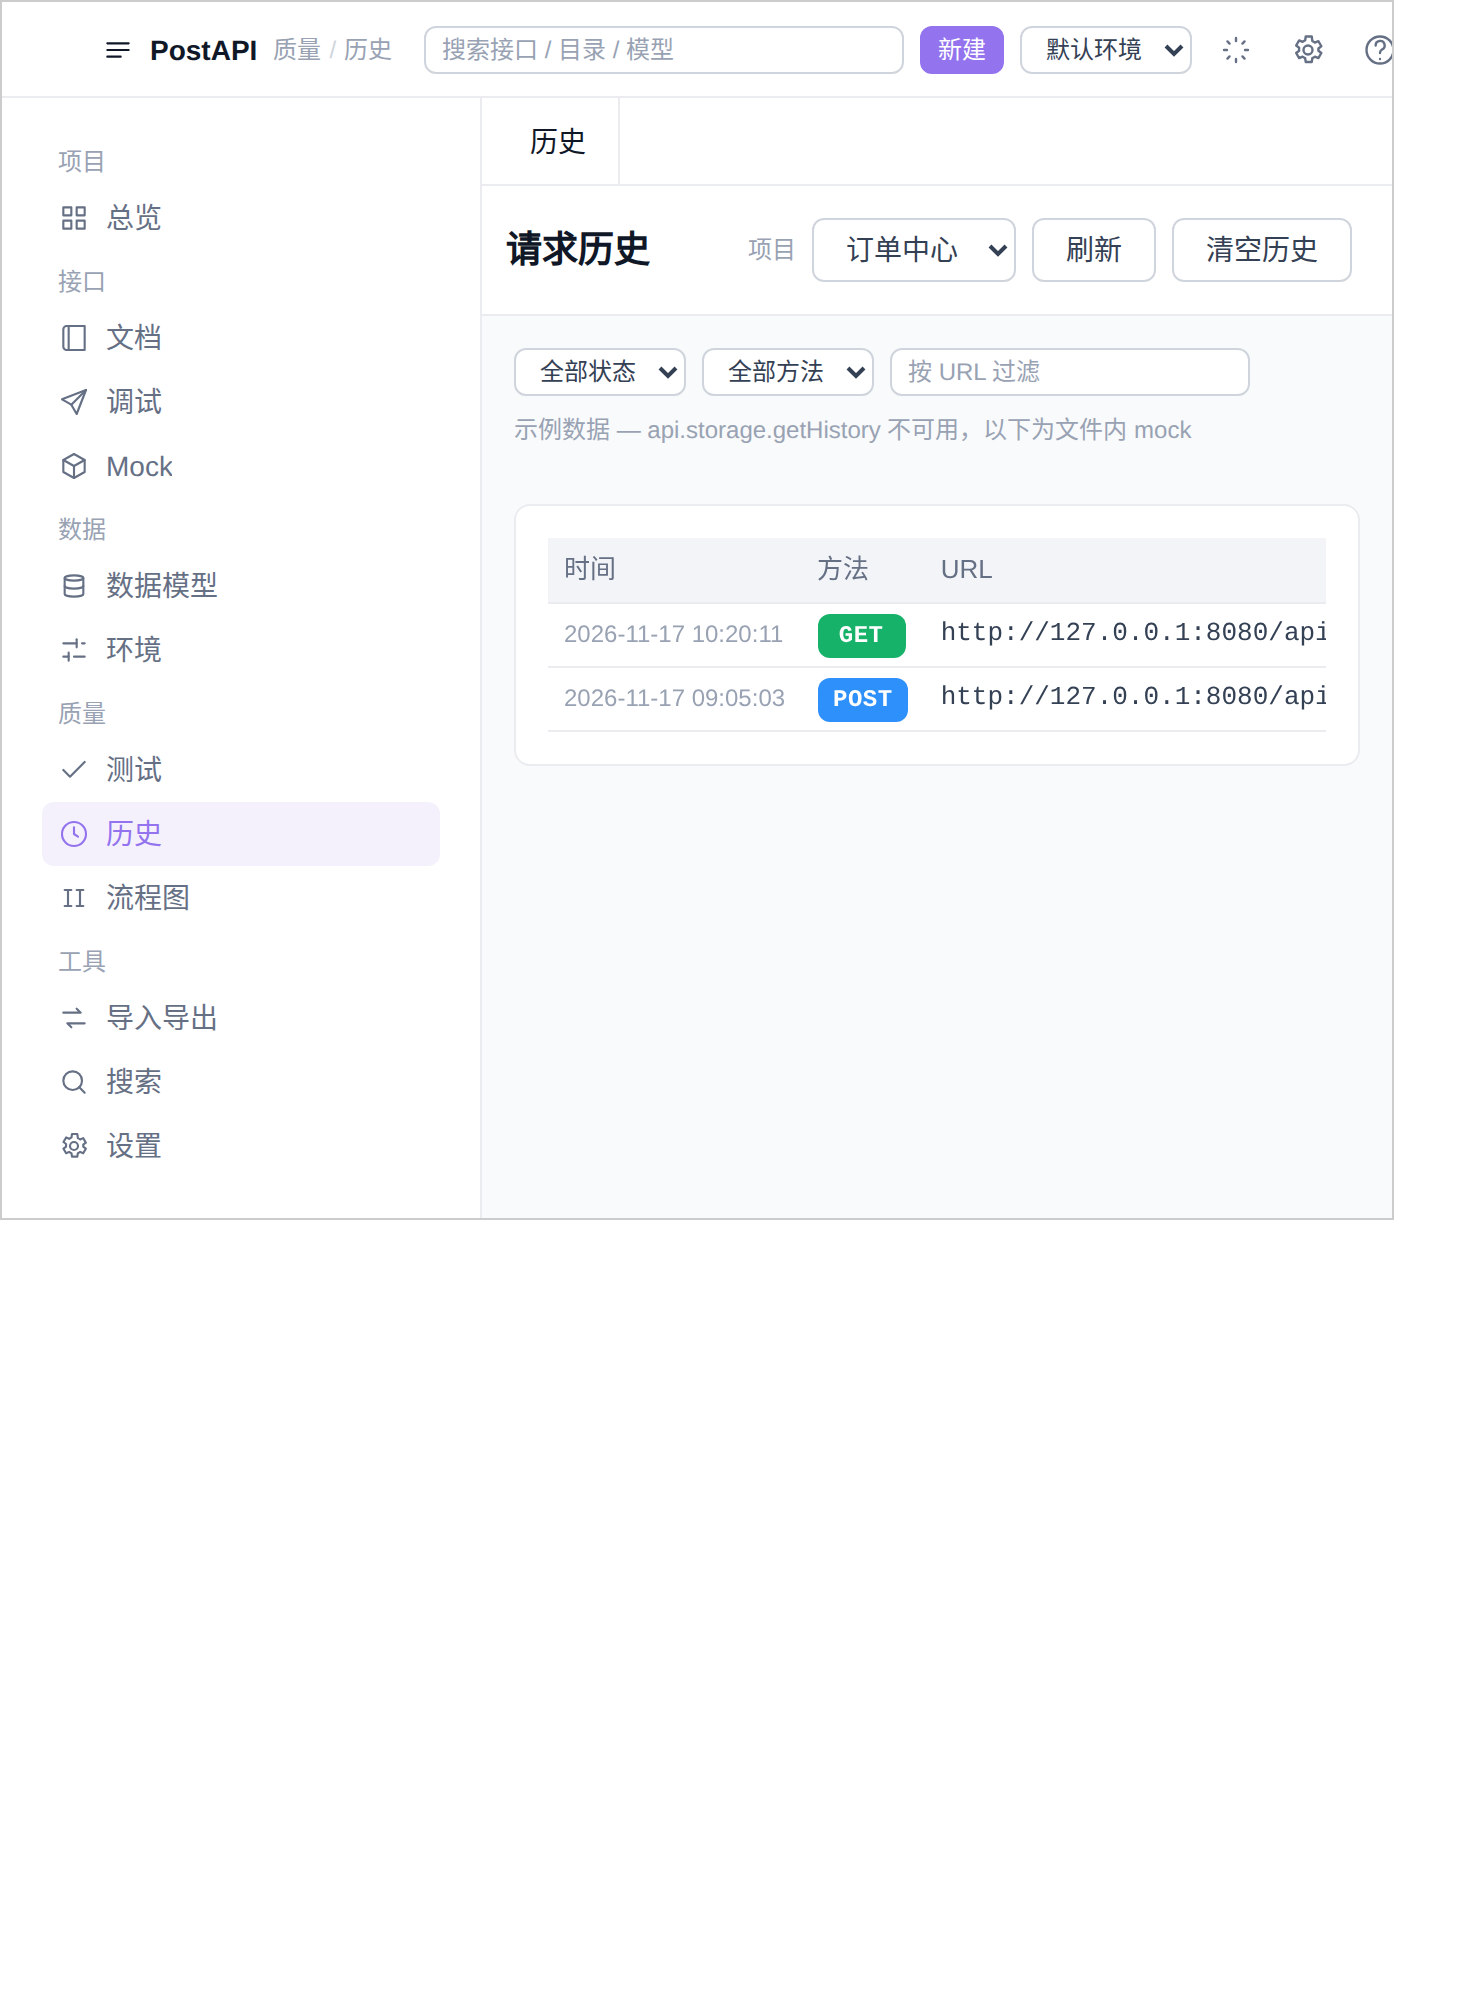 PostAPI 质量 / 历史 搜索接口 / 目录 / 模型 新建 默认环境
项目
总览
接口
文档
调试
Mock
数据
数据模型
环境
质量
测试
历史
流程图
工具
导入导出
搜索
设置
历史
请求历史 项目 订单中心 刷新 清空历史
全部状态 全部方法 按 URL 过滤
示例数据 — api.storage.getHistory 不可用，以下为文件内 mock
时间 方法 URL
2026-11-17 10:20:11 GET http://127.0.0.1:8080/api
2026-11-17 09:05:03 POST http://127.0.0.1:8080/api